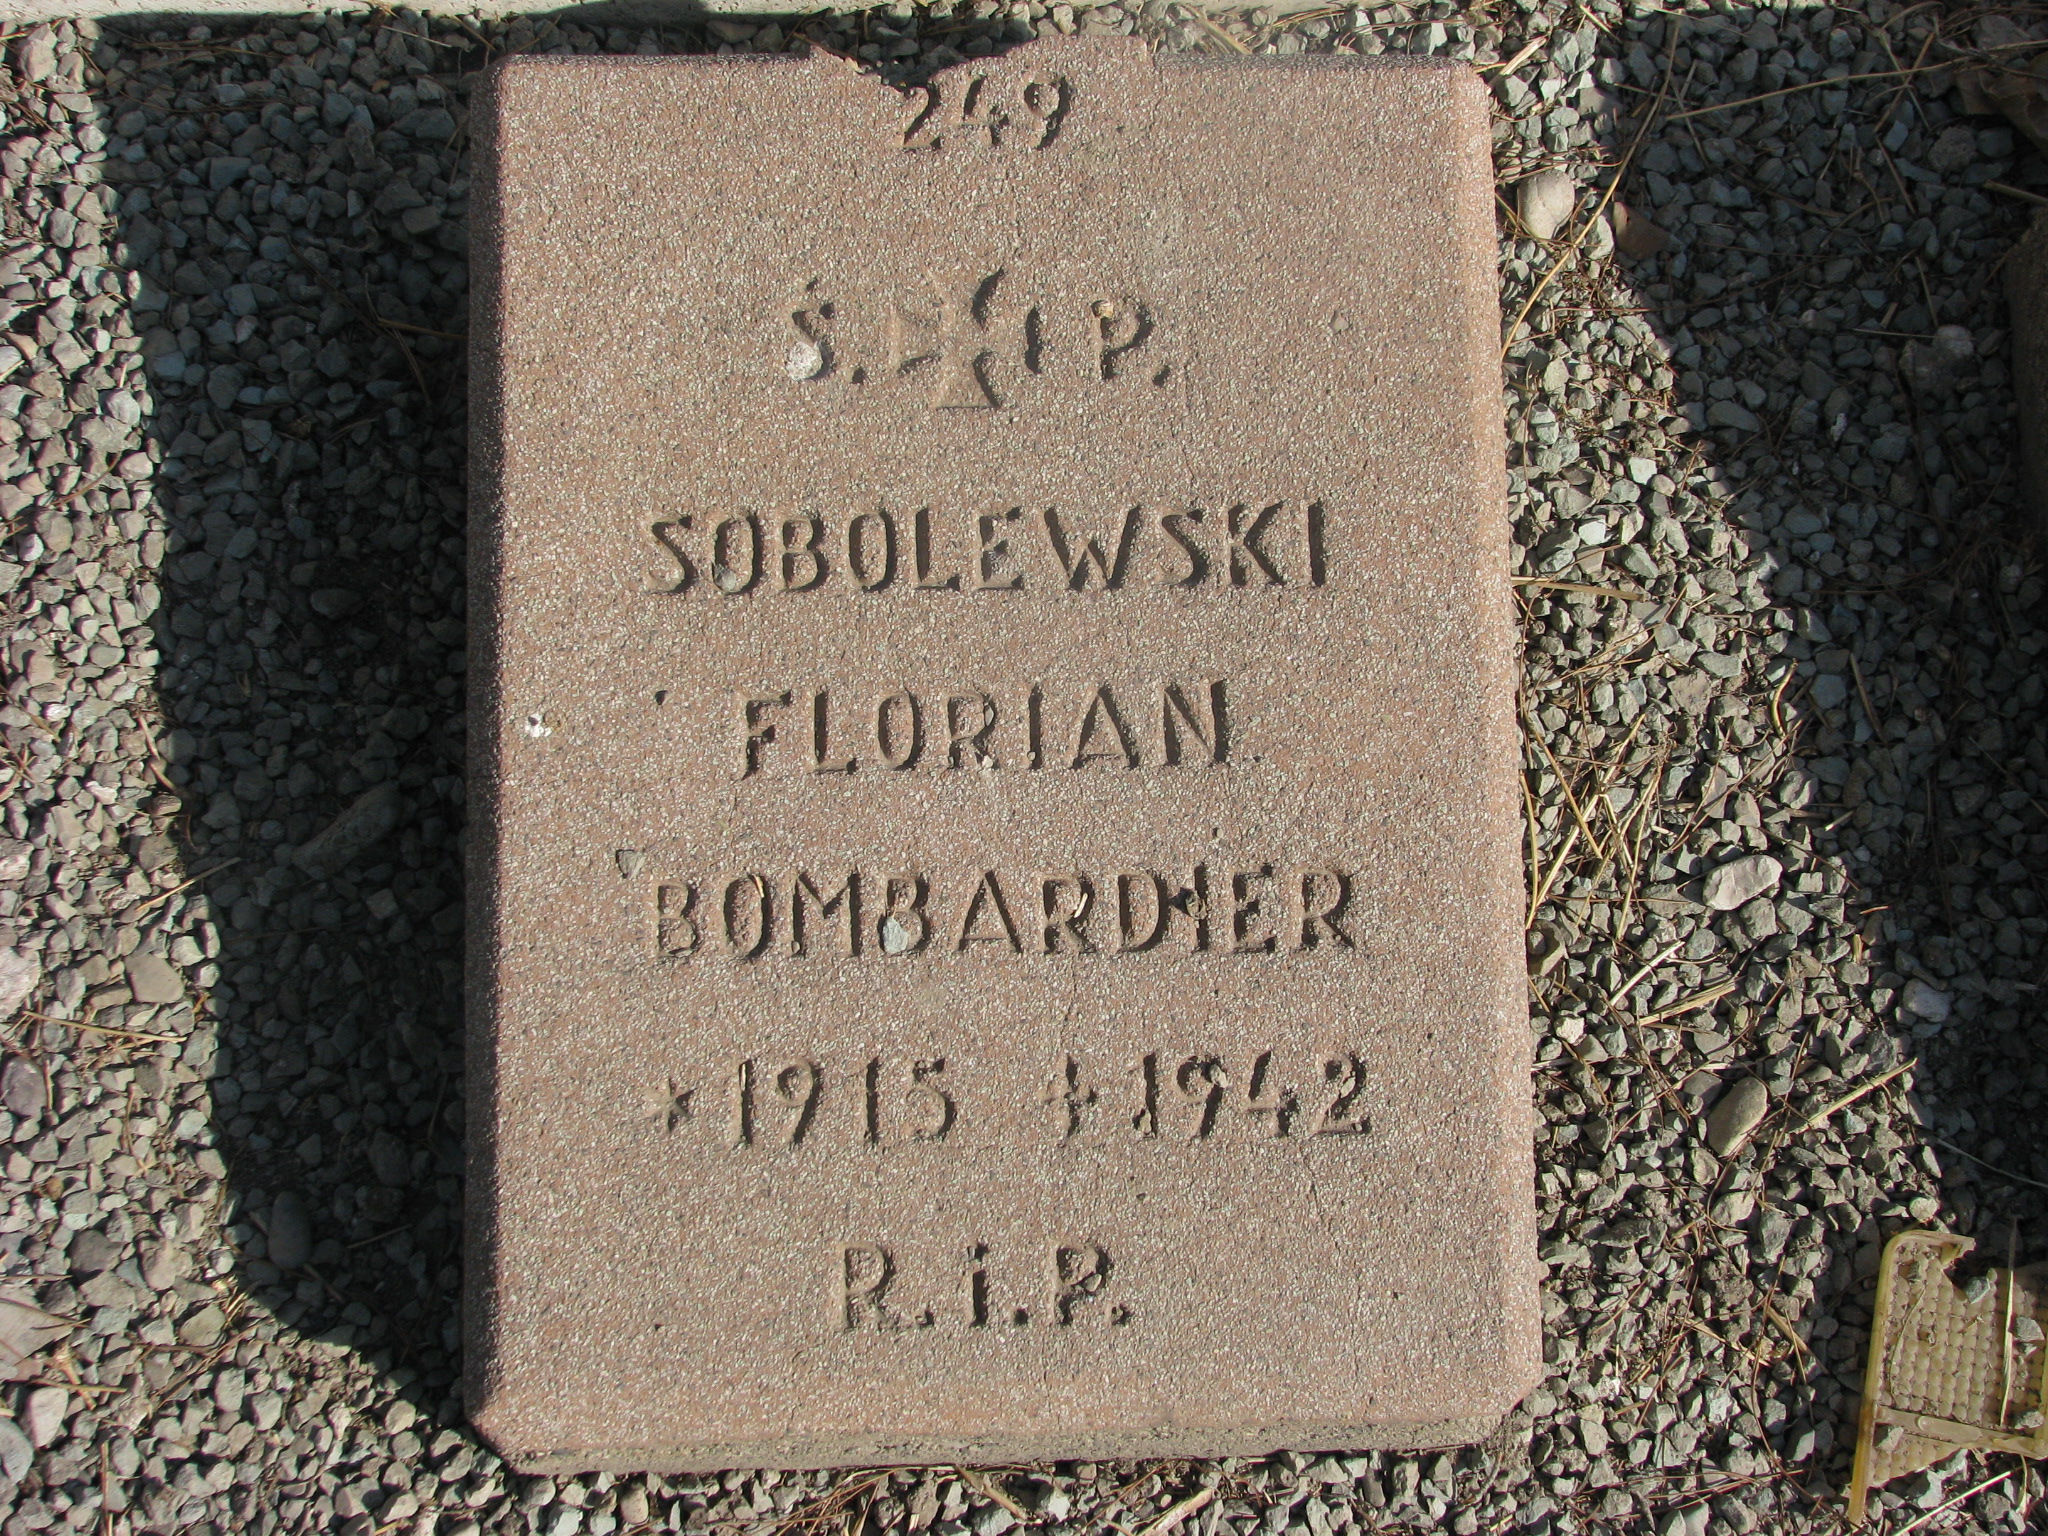 249
Ś. P.
SOBOLEWSKI
FLORIAN
BOMBARDIER
* 1915 + 1942
R.i.P.